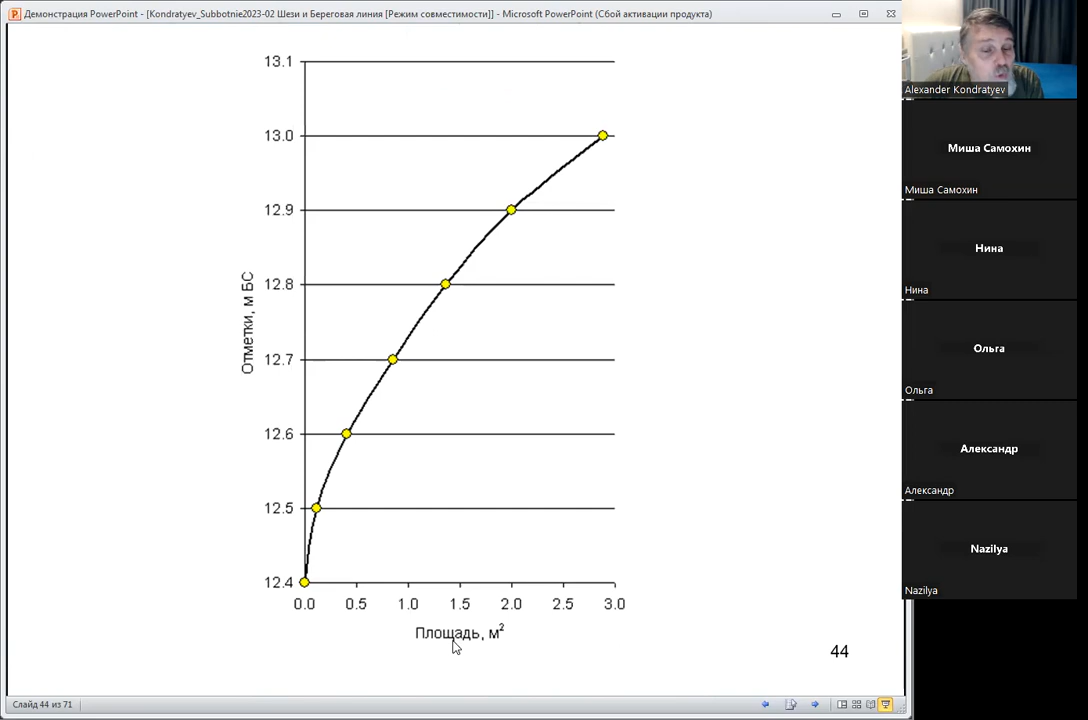 Демонстрация PowerPoint - [Kondratyev_Subbotnie2023-02 Шези и Береговая линия [Режим совместимости]] - Microsoft PowerPoint (Сбой активации продукта)
13.1
13.0
12.9
12.8
12.7
12.6
12.5
12.4
Отметки, м БС
0.0 0.5 1.0 1.5 2.0 2.5 3.0
Площадь, м²
44
Слайд 44 из 71
Alexander Kondratyev
Миша Самохин
Миша Самохин
Нина
Нина
Ольга
Ольга
Александр
Александр
Nazilya
Nazilya